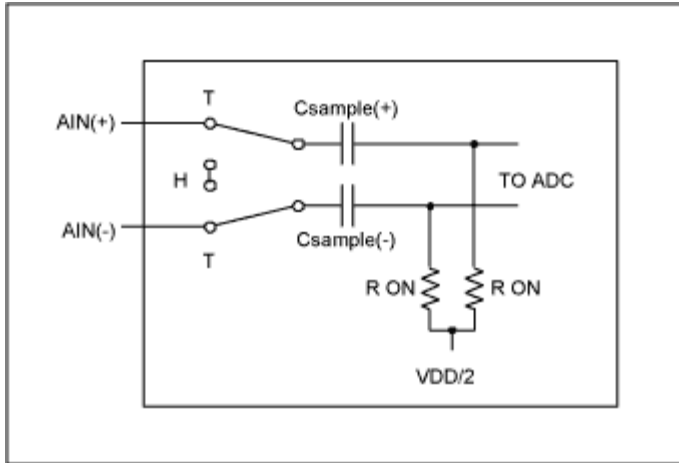 T
Csample(+)
AIN(+)
H
TO ADC
AIN(-)
Csample(-)
T
R ON
R ON
VDD/2